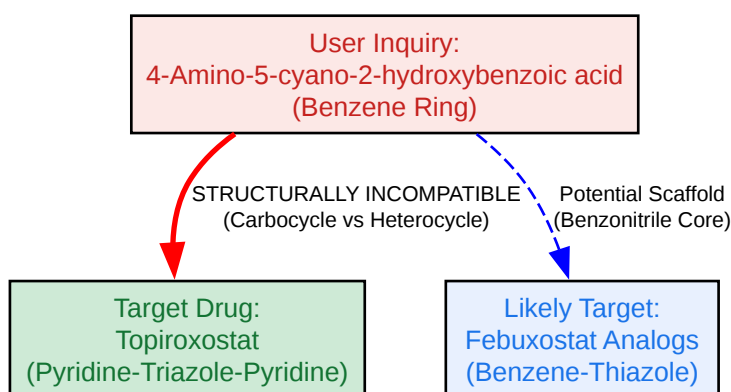 User Inquiry:
4-Amino-5-cyano-2-hydroxybenzoic acid
(Benzene Ring)
STRUCTURALLY INCOMPATIBLE
(Carbocycle vs Heterocycle)
Potential Scaffold
(Benzonitrile Core)
Target Drug:
Topiroxostat
(Pyridine-Triazole-Pyridine)
Likely Target:
Febuxostat Analogs
(Benzene-Thiazole)